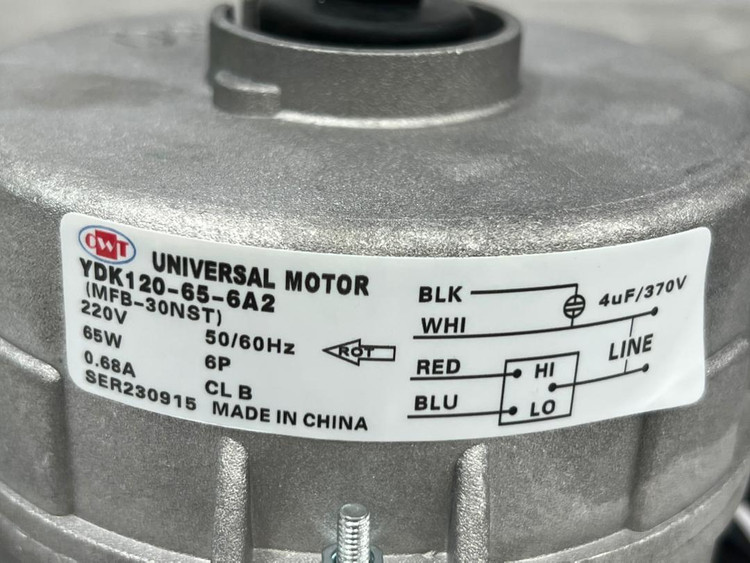 CWT
UNIVERSAL MOTOR
YDK120-65-6A2
(MFB-30NST)
220V
65W 50/60Hz
0.68A 6P
SER230915 CL B
MADE IN CHINA
ROT
BLK
4uF/370V
WHI
LINE
RED HI
BLU LO